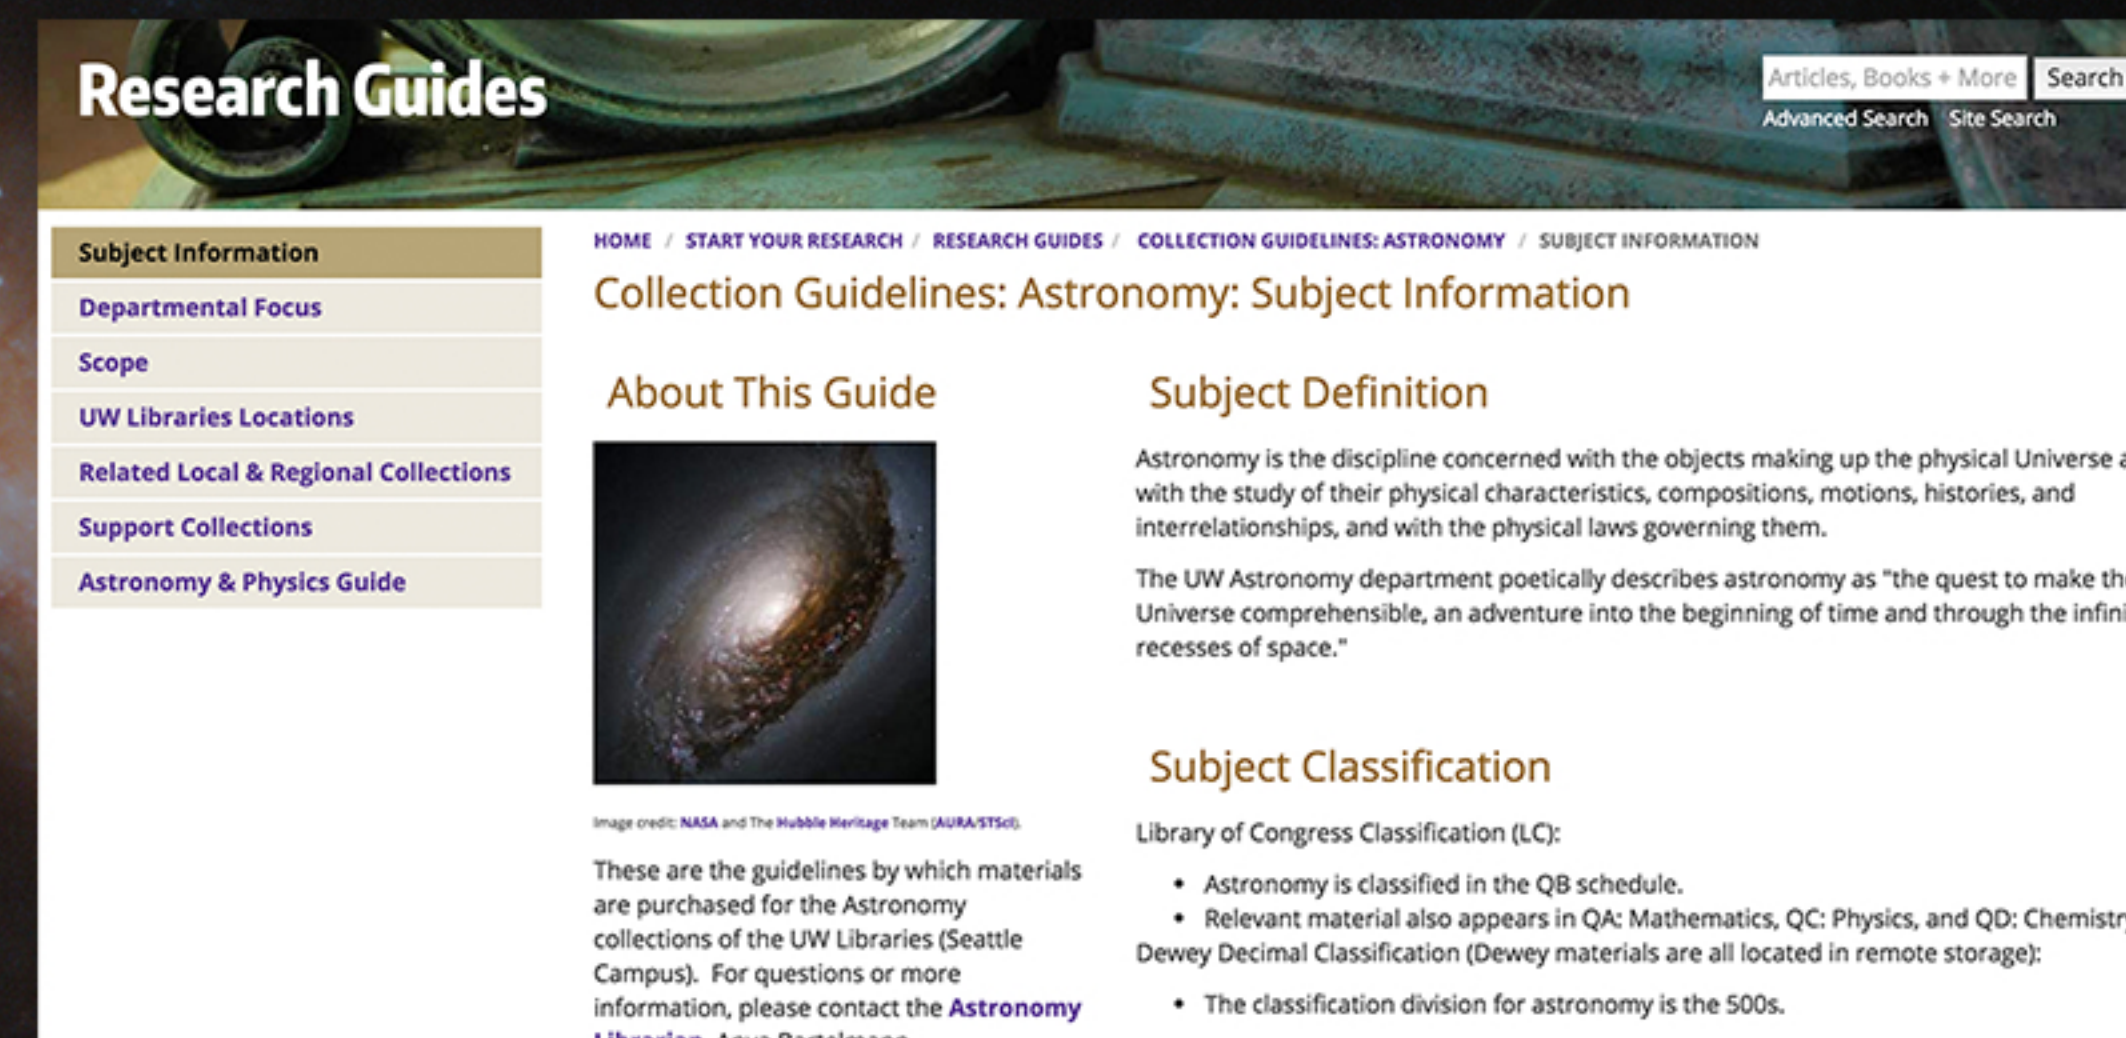 Research Guides
Articles, Books + More
Search
Advanced Search Site Search
Subject Information
Departmental Focus
Scope
UW Libraries Locations
Related Local & Regional Collections
Support Collections
Astronomy & Physics Guide
HOME / START YOUR RESEARCH / RESEARCH GUIDES / COLLECTION GUIDELINES: ASTRONOMY / SUBJECT INFORMATION
Collection Guidelines: Astronomy: Subject Information
About This Guide
Image credit: NASA and The Hubble Heritage Team (AURA/STScI).
These are the guidelines by which materials
are purchased for the Astronomy
collections of the UW Libraries (Seattle
Campus). For questions or more
information, please contact the Astronomy
Subject Definition
Astronomy is the discipline concerned with the objects making up the physical Universe
with the study of their physical characteristics, compositions, motions, histories, and
interrelationships, and with the physical laws governing them.
The UW Astronomy department poetically describes astronomy as "the quest to make
Universe comprehensible, an adventure into the beginning of time and through the
recesses of space."
Subject Classification
Library of Congress Classification (LC):
• Astronomy is classified in the QB schedule.
• Relevant material also appears in QA: Mathematics, QC: Physics, and QD: Chemistry
Dewey Decimal Classification (Dewey materials are all located in remote storage):
• The classification division for astronomy is the 500s.